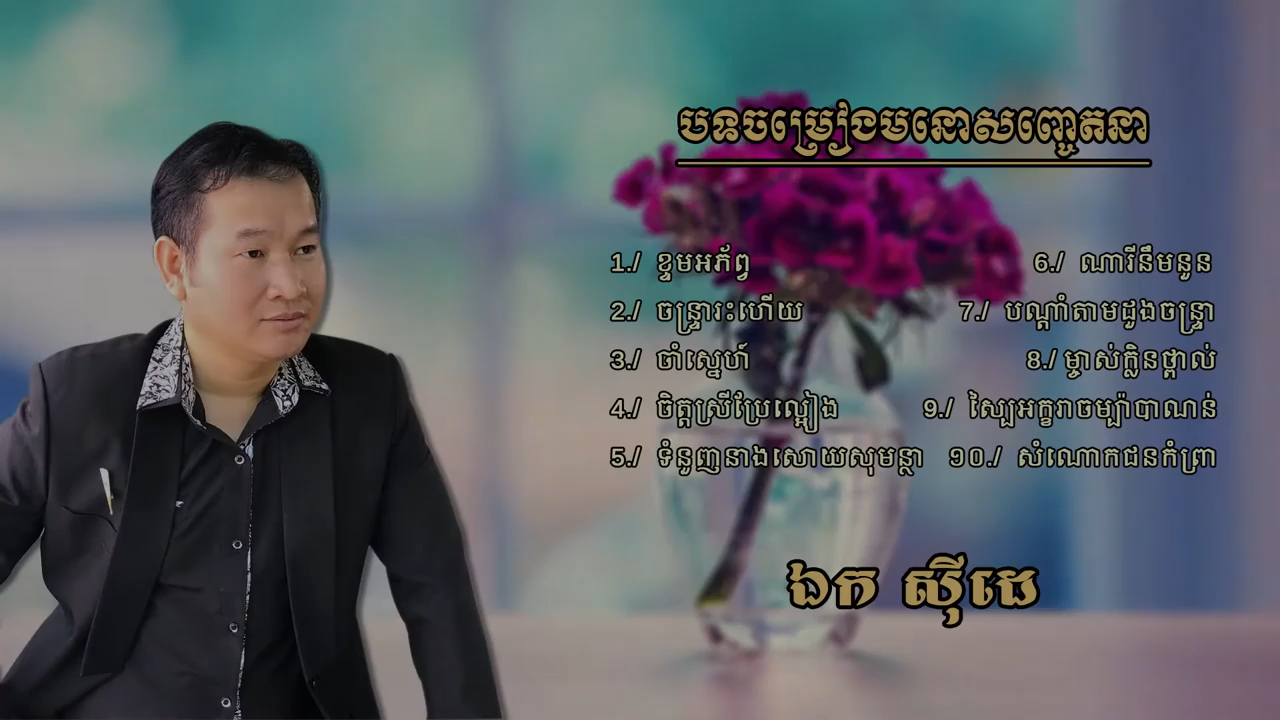 បទចម្រៀងមនោសញ្ចេតនា
1./ ខ្ទមអភ័ព្វ
2./ ចន្ទ្រារះហើយ
3./ ចាំស្នេហ៍
4./ ចិត្តស្រីប្រែល្អៀង
5./ ទំនួញនាងសោយសុមន្ថា
6./ ណារីនឹមនួន
7./ បណ្តាំតាមដួងចន្ទ្រា
8./ ម្ចាស់ក្លិនថ្ពាល់
9./ ស្បៃអក្ខរាចម្ប៉ាបាណន់
១០./ សំណោកជនកំព្រា
ឯក ស៊ីដេ